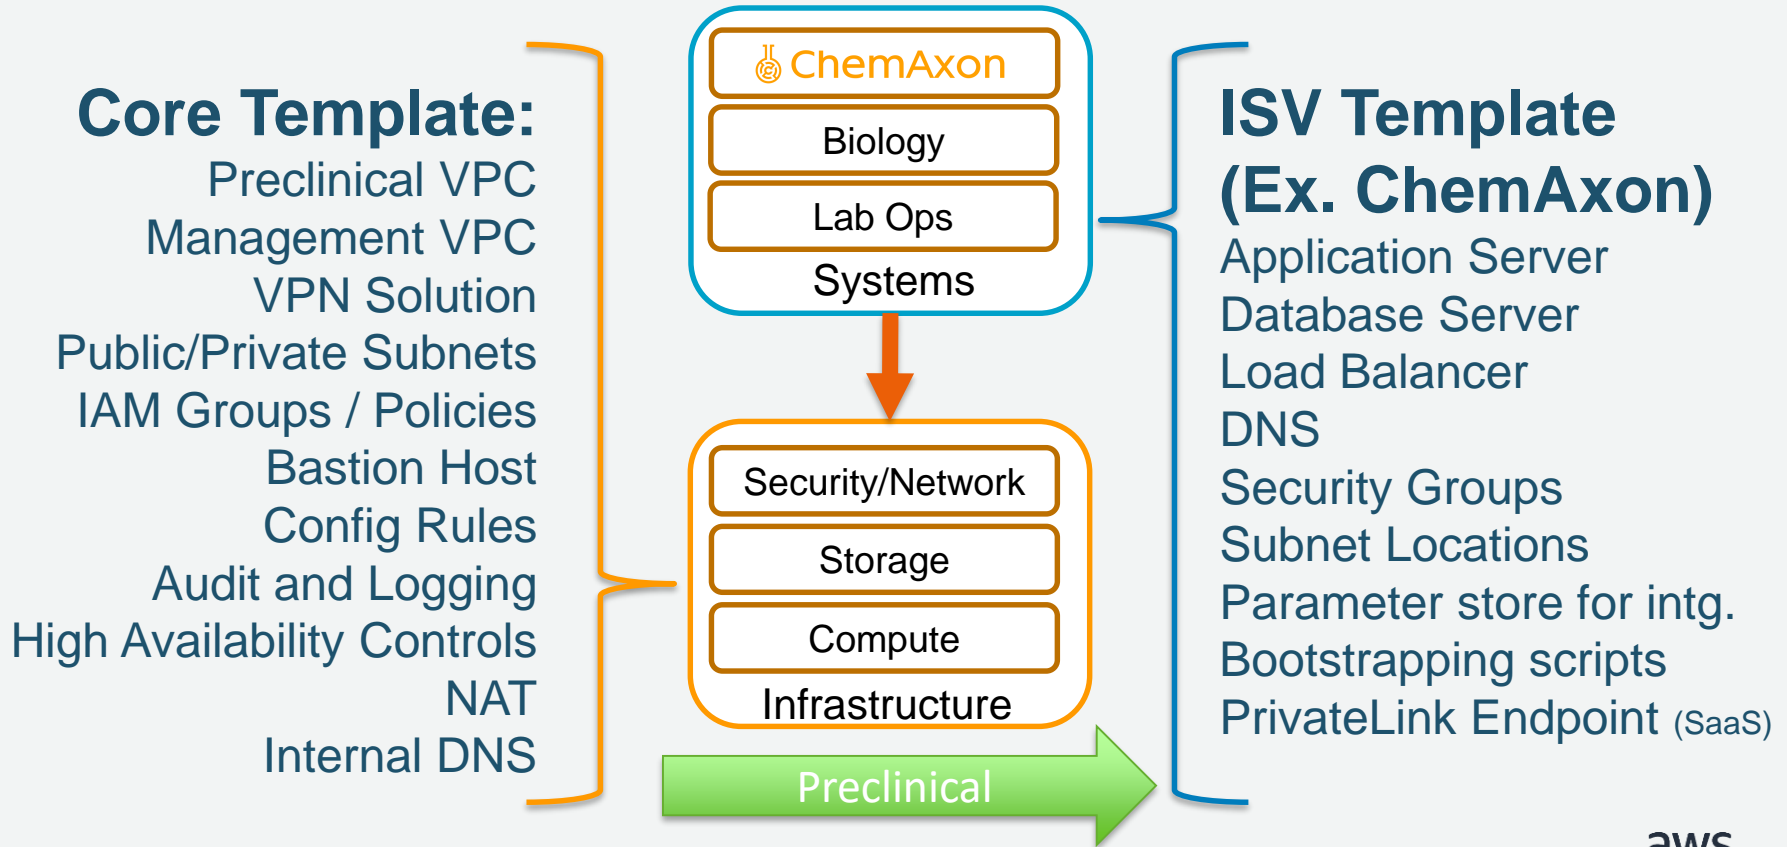 Core Template:
Preclinical VPC
Management VPC
VPN Solution
Public/Private Subnets
IAM Groups / Policies
Bastion Host
Config Rules
Audit and Logging
High Availability Controls
NAT
Internal DNS
ChemAxon
Biology
Lab Ops
Systems
Security/Network
Storage
Compute
Infrastructure
Preclinical
ISV Template
(Ex. ChemAxon)
Application Server
Database Server
Load Balancer
DNS
Security Groups
Subnet Locations
Parameter store for intg.
Bootstrapping scripts
PrivateLink Endpoint (SaaS)
aws